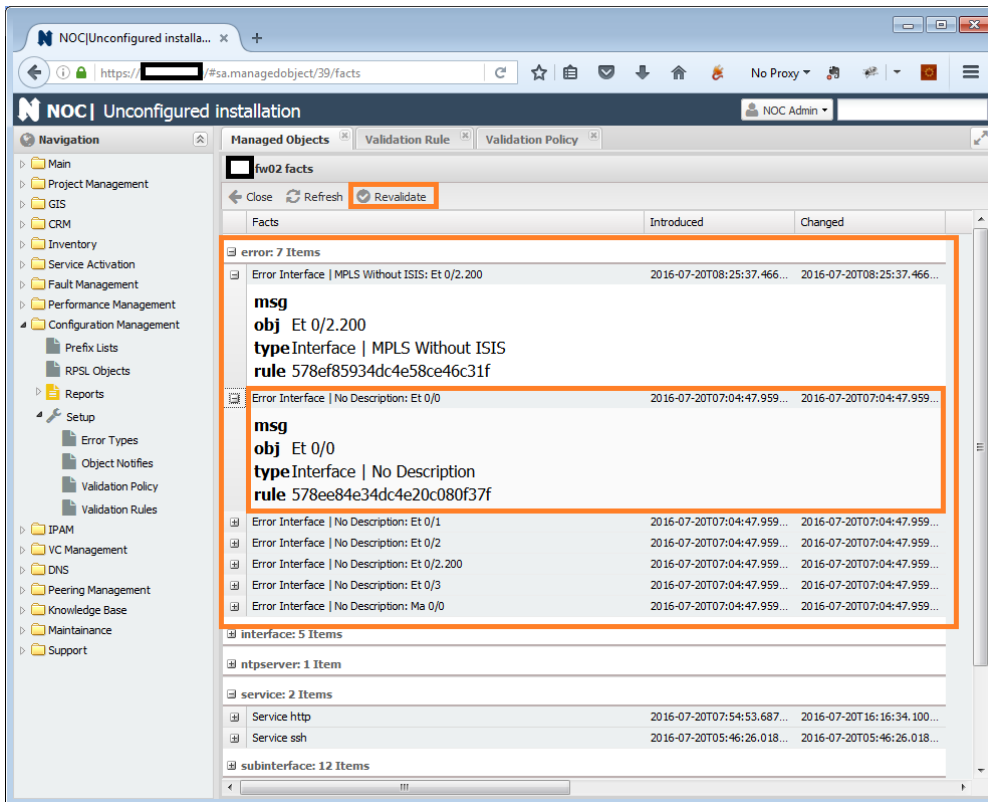 NOC|Unconfigured installa...
https://
/#sa.managedobject/39/facts
No Proxy
NOC| Unconfigured installation
NOC Admin
Navigation
Managed Objects
Validation Rule
Validation Policy
Main
Project Management
GIS
CRM
Inventory
Service Activation
Fault Management
Performance Management
Configuration Management
Prefix Lists
RPSL Objects
Reports
Setup
Error Types
Object Notifies
Validation Policy
Validation Rules
IPAM
VC Management
DNS
Peering Management
Knowledge Base
Maintainance
Support
fw02 facts
Close Refresh Revalidate
Facts Introduced Changed
error: 7 Items
Error Interface | MPLS Without ISIS: Et 0/2.200 2016-07-20T08:25:37.466... 2016-07-20T08:25:37.466...
msg
obj Et 0/2.200
type Interface | MPLS Without ISIS
rule 578ef85934dc4e58ce46c31f
Error Interface | No Description: Et 0/0 2016-07-20T07:04:47.959... 2016-07-20T07:04:47.959...
msg
obj Et 0/0
type Interface | No Description
rule 578ee84e34dc4e20c080f37f
Error Interface | No Description: Et 0/1 2016-07-20T07:04:47.959... 2016-07-20T07:04:47.959...
Error Interface | No Description: Et 0/2 2016-07-20T07:04:47.959... 2016-07-20T07:04:47.959...
Error Interface | No Description: Et 0/2.200 2016-07-20T07:04:47.959... 2016-07-20T07:04:47.959...
Error Interface | No Description: Et 0/3 2016-07-20T07:04:47.959... 2016-07-20T07:04:47.959...
Error Interface | No Description: Ma 0/0 2016-07-20T07:04:47.959... 2016-07-20T07:04:47.959...
interface: 5 Items
ntpserver: 1 Item
service: 2 Items
Service http 2016-07-20T07:54:53.687... 2016-07-20T16:16:34.100...
Service ssh 2016-07-20T05:46:26.018... 2016-07-20T05:46:26.018...
subinterface: 12 Items